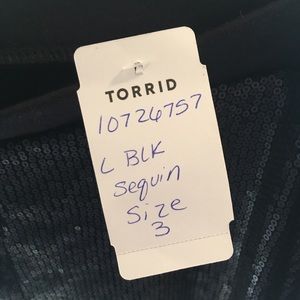 TORRID
10726757
L BLK
Sequin
Size
3